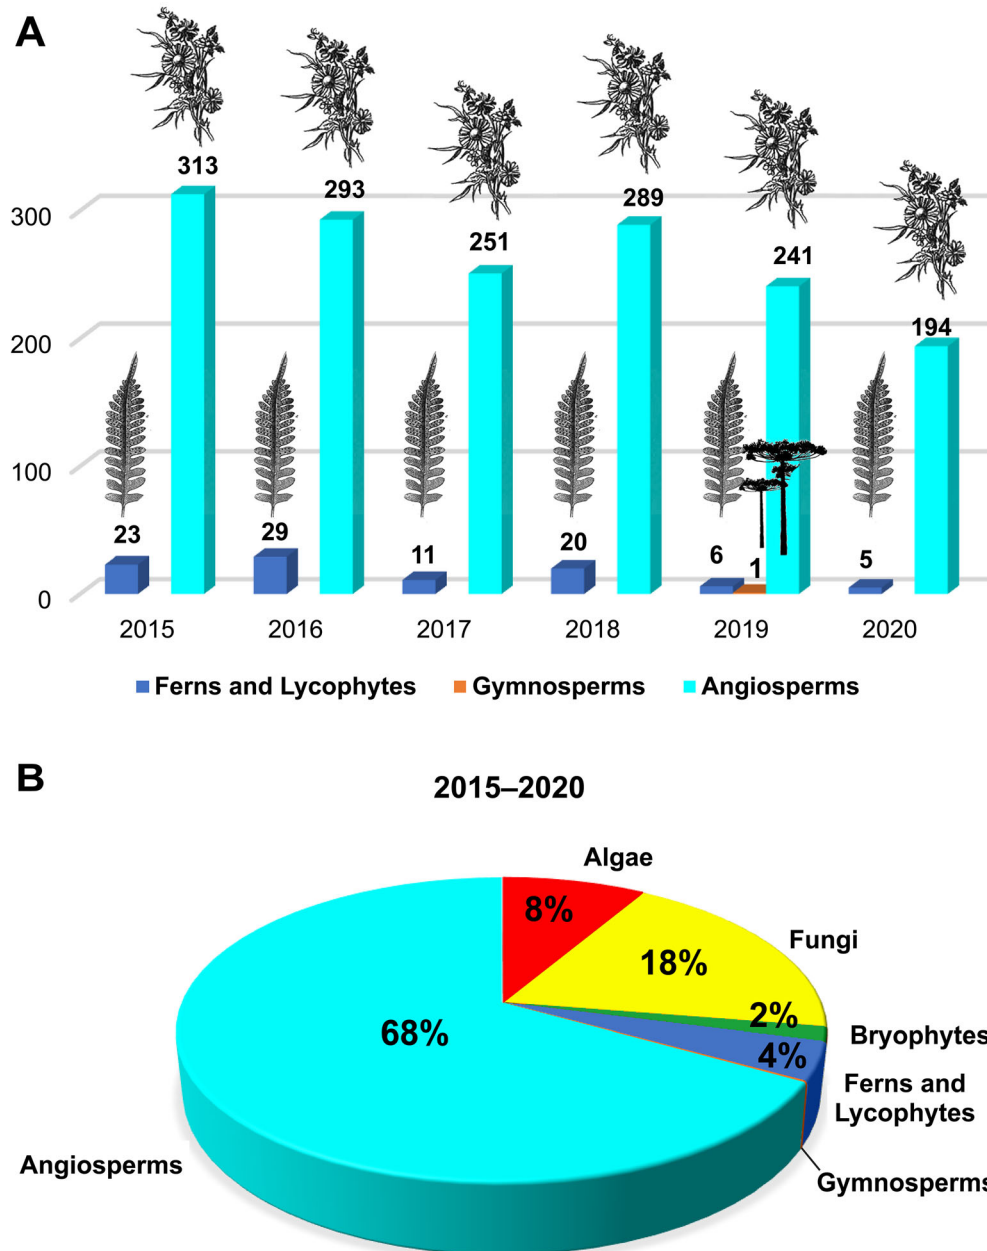 A
313
293
251
289
241
194
300
200
100
0
23
29
11
20
6
1
5
2015
2016
2017
2018
2019
2020
Ferns and Lycophytes
Gymnosperms
Angiosperms
B
2015–2020
Algae
8%
Fungi
18%
2%
Bryophytes
4%
Ferns and
Lycophytes
68%
Angiosperms
Gymnosperms